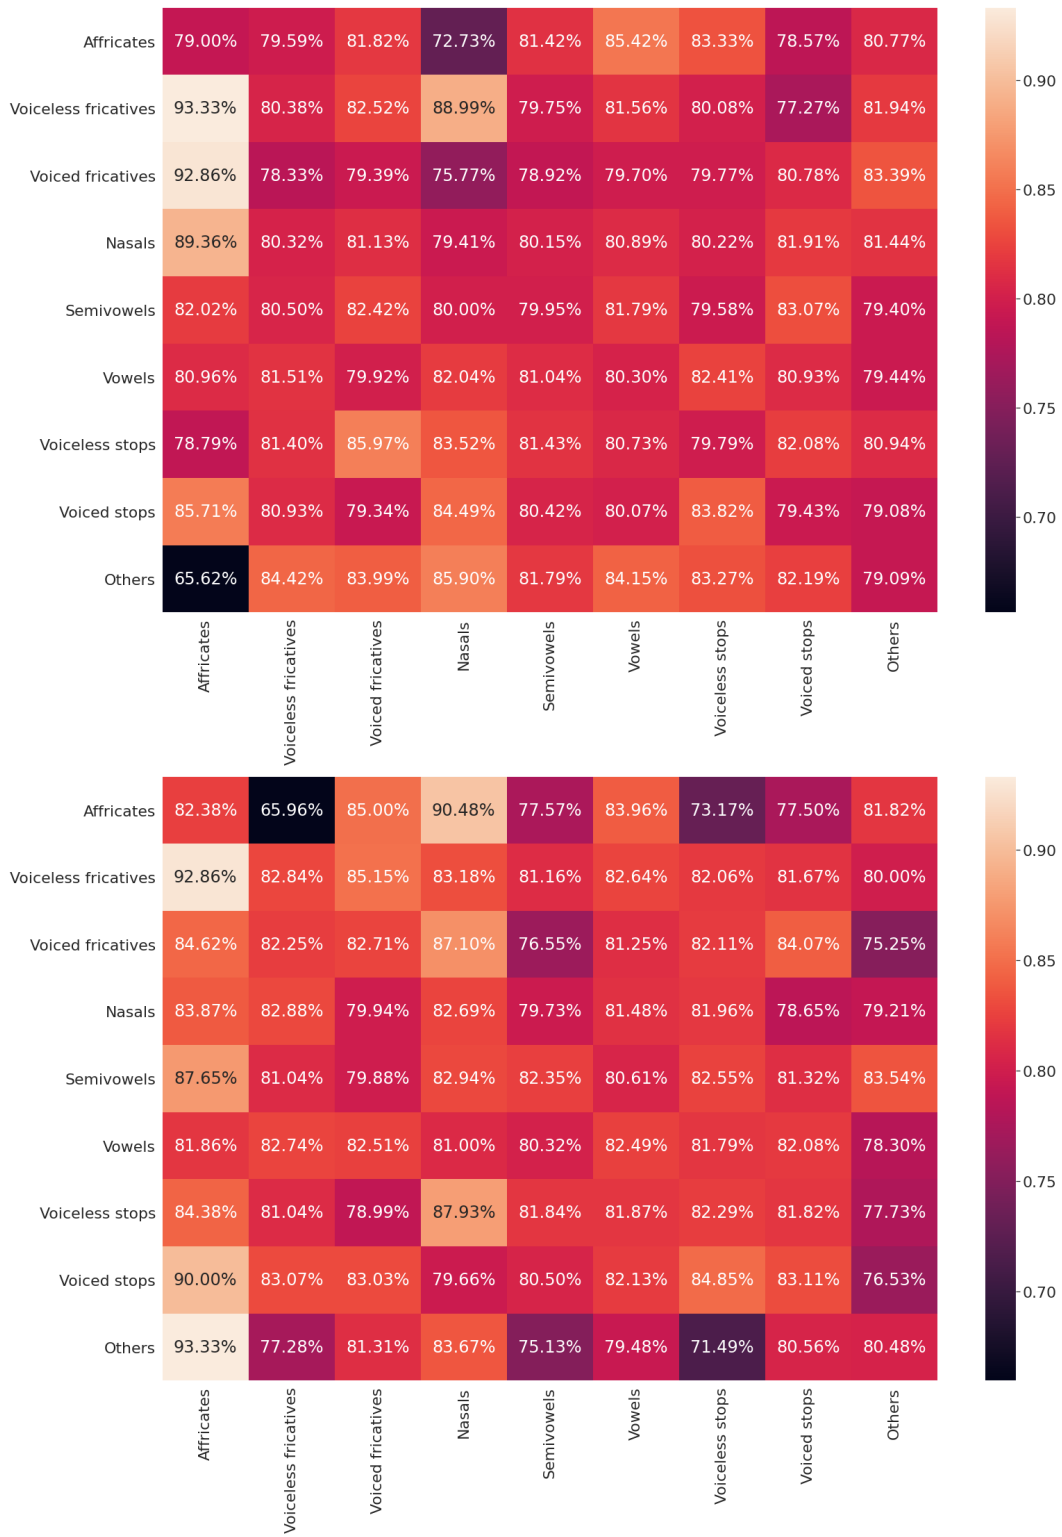 Affricates 79.00% 79.59% 81.82% 72.73% 81.42% 85.42% 83.33% 78.57% 80.77%
Voiceless fricatives 93.33% 80.38% 82.52% 88.99% 79.75% 81.56% 80.08% 77.27% 81.94%
Voiced fricatives 92.86% 78.33% 79.39% 75.77% 78.92% 79.70% 79.77% 80.78% 83.39%
Nasals 89.36% 80.32% 81.13% 79.41% 80.15% 80.89% 80.22% 81.91% 81.44%
Semivowels 82.02% 80.50% 82.42% 80.00% 79.95% 81.79% 79.58% 83.07% 79.40%
Vowels 80.96% 81.51% 79.92% 82.04% 81.04% 80.30% 82.41% 80.93% 79.44%
Voiceless stops 78.79% 81.40% 85.97% 83.52% 81.43% 80.73% 79.79% 82.08% 80.94%
Voiced stops 85.71% 80.93% 79.34% 84.49% 80.42% 80.07% 83.82% 79.43% 79.08%
Others 65.62% 84.42% 83.99% 85.90% 81.79% 84.15% 83.27% 82.19% 79.09%
Affricates
Voiceless fricatives
Voiced fricatives
Nasals
Semivowels
Vowels
Voiceless stops
Voiced stops
Others
0.90
0.85
0.80
0.75
0.70
Affricates 82.38% 65.96% 85.00% 90.48% 77.57% 83.96% 73.17% 77.50% 81.82%
Voiceless fricatives 92.86% 82.84% 85.15% 83.18% 81.16% 82.64% 82.06% 81.67% 80.00%
Voiced fricatives 84.62% 82.25% 82.71% 87.10% 76.55% 81.25% 82.11% 84.07% 75.25%
Nasals 83.87% 82.88% 79.94% 82.69% 79.73% 81.48% 81.96% 78.65% 79.21%
Semivowels 87.65% 81.04% 79.88% 82.94% 82.35% 80.61% 82.55% 81.32% 83.54%
Vowels 81.86% 82.74% 82.51% 81.00% 80.32% 82.49% 81.79% 82.08% 78.30%
Voiceless stops 84.38% 81.04% 78.99% 87.93% 81.84% 81.87% 82.29% 81.82% 77.73%
Voiced stops 90.00% 83.07% 83.03% 79.66% 80.50% 82.13% 84.85% 83.11% 76.53%
Others 93.33% 77.28% 81.31% 83.67% 75.13% 79.48% 71.49% 80.56% 80.48%
Affricates
Voiceless fricatives
Voiced fricatives
Nasals
Semivowels
Vowels
Voiceless stops
Voiced stops
Others
0.90
0.85
0.80
0.75
0.70